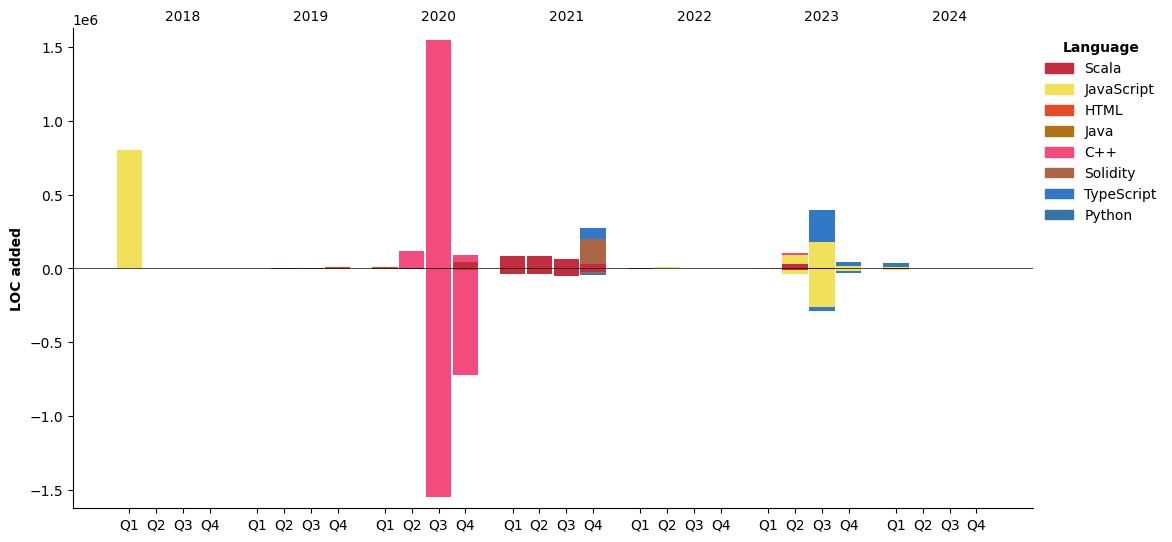 1e6
2018 2019 2020 2021 2022 2023 2024
1.5
1.0
0.5
0.0
−0.5
−1.0
−1.5
LOC added
Q1 Q2 Q3 Q4 Q1 Q2 Q3 Q4 Q1 Q2 Q3 Q4 Q1 Q2 Q3 Q4 Q1 Q2 Q3 Q4 Q1 Q2 Q3 Q4 Q1 Q2 Q3 Q4
Language
Scala
JavaScript
HTML
Java
C++
Solidity
TypeScript
Python